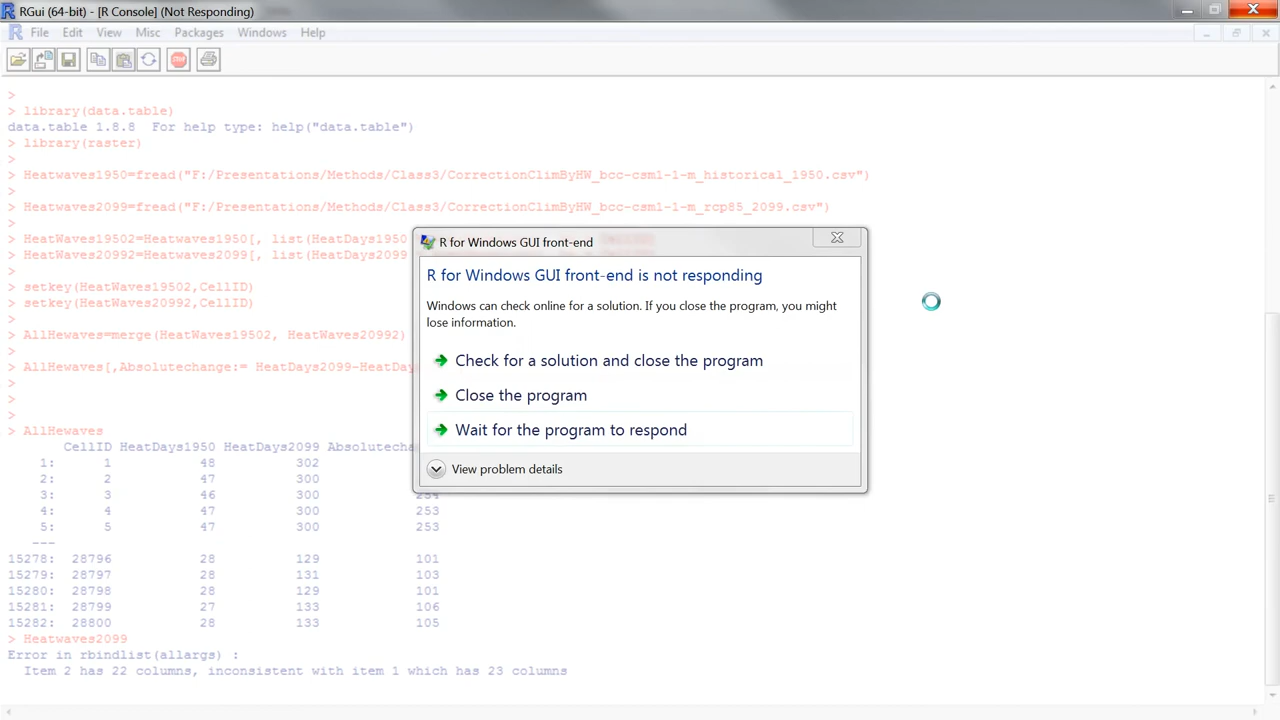 RGui (64-bit) - [R Console] (Not Responding)
File Edit View Misc Packages Windows Help
STOP
>
> library(data.table)
data.table 1.8.8  For help type: help("data.table")
> library(raster)
>
> Heatwaves1950=fread("F:/Presentations/Methods/Class3/CorrectionClimByHW_bcc-csm1-1-m_historical_1950.csv")
>
> Heatwaves2099=fread("F:/Presentations/Methods/Class3/CorrectionClimByHW_bcc-csm1-1-m_rcp85_2099.csv")
>
> HeatWaves19502=Heatwaves1950[, list(HeatDays1950
> HeatWaves20992=Heatwaves2099[, list(HeatDays2099
>
> setkey(HeatWaves19502,CellID)
> setkey(HeatWaves20992,CellID)
>
> AllHewaves=merge(HeatWaves19502, HeatWaves20992)
>
> AllHewaves[,Absolutechange:= HeatDays2099-HeatDa
>
>
>
> AllHewaves
CellID HeatDays1950 HeatDays2099 Absolutecha
1: 1 48 302
2: 2 47 300
3: 3 46 300 254
4: 4 47 300 253
5: 5 47 300 253
---
15278: 28796 28 129 101
15279: 28797 28 131 103
15280: 28798 28 129 101
15281: 28799 27 133 106
15282: 28800 28 133 105
> Heatwaves2099
Error in rbindlist(allargs) :
Item 2 has 22 columns, inconsistent with item 1 which has 23 columns
R for Windows GUI front-end
R for Windows GUI front-end is not responding
Windows can check online for a solution. If you close the program, you might
lose information.
Check for a solution and close the program
Close the program
Wait for the program to respond
View problem details